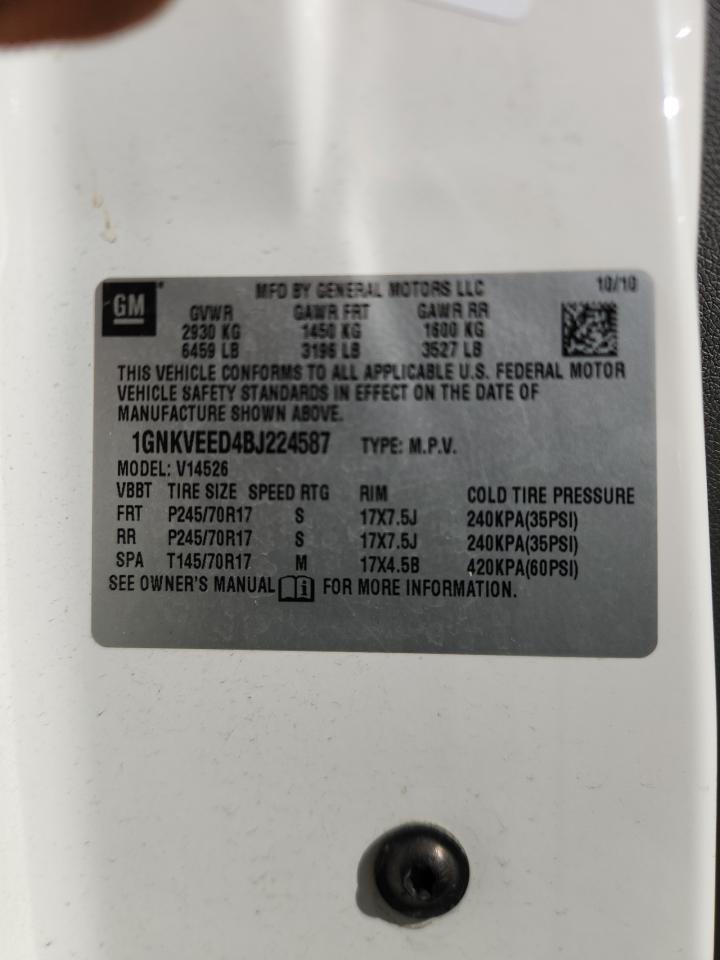 GM
MFD BY GENERAL MOTORS LLC 10/10
GVWR GAWR FRT GAWR RR
2930 KG 1450 KG 1600 KG
6459 LB 3196 LB 3527 LB
THIS VEHICLE CONFORMS TO ALL APPLICABLE U.S. FEDERAL MOTOR
VEHICLE SAFETY STANDARDS IN EFFECT ON THE DATE OF
MANUFACTURE SHOWN ABOVE.
1GNKVEED4BJ224587 TYPE: M.P.V.
MODEL: V14526
VBBT TIRE SIZE SPEED RTG RIM COLD TIRE PRESSURE
FRT P245/70R17 S 17X7.5J 240KPA(35PSI)
RR P245/70R17 S 17X7.5J 240KPA(35PSI)
SPA T145/70R17 M 17X4.5B 420KPA(60PSI)
SEE OWNER'S MANUAL i FOR MORE INFORMATION.